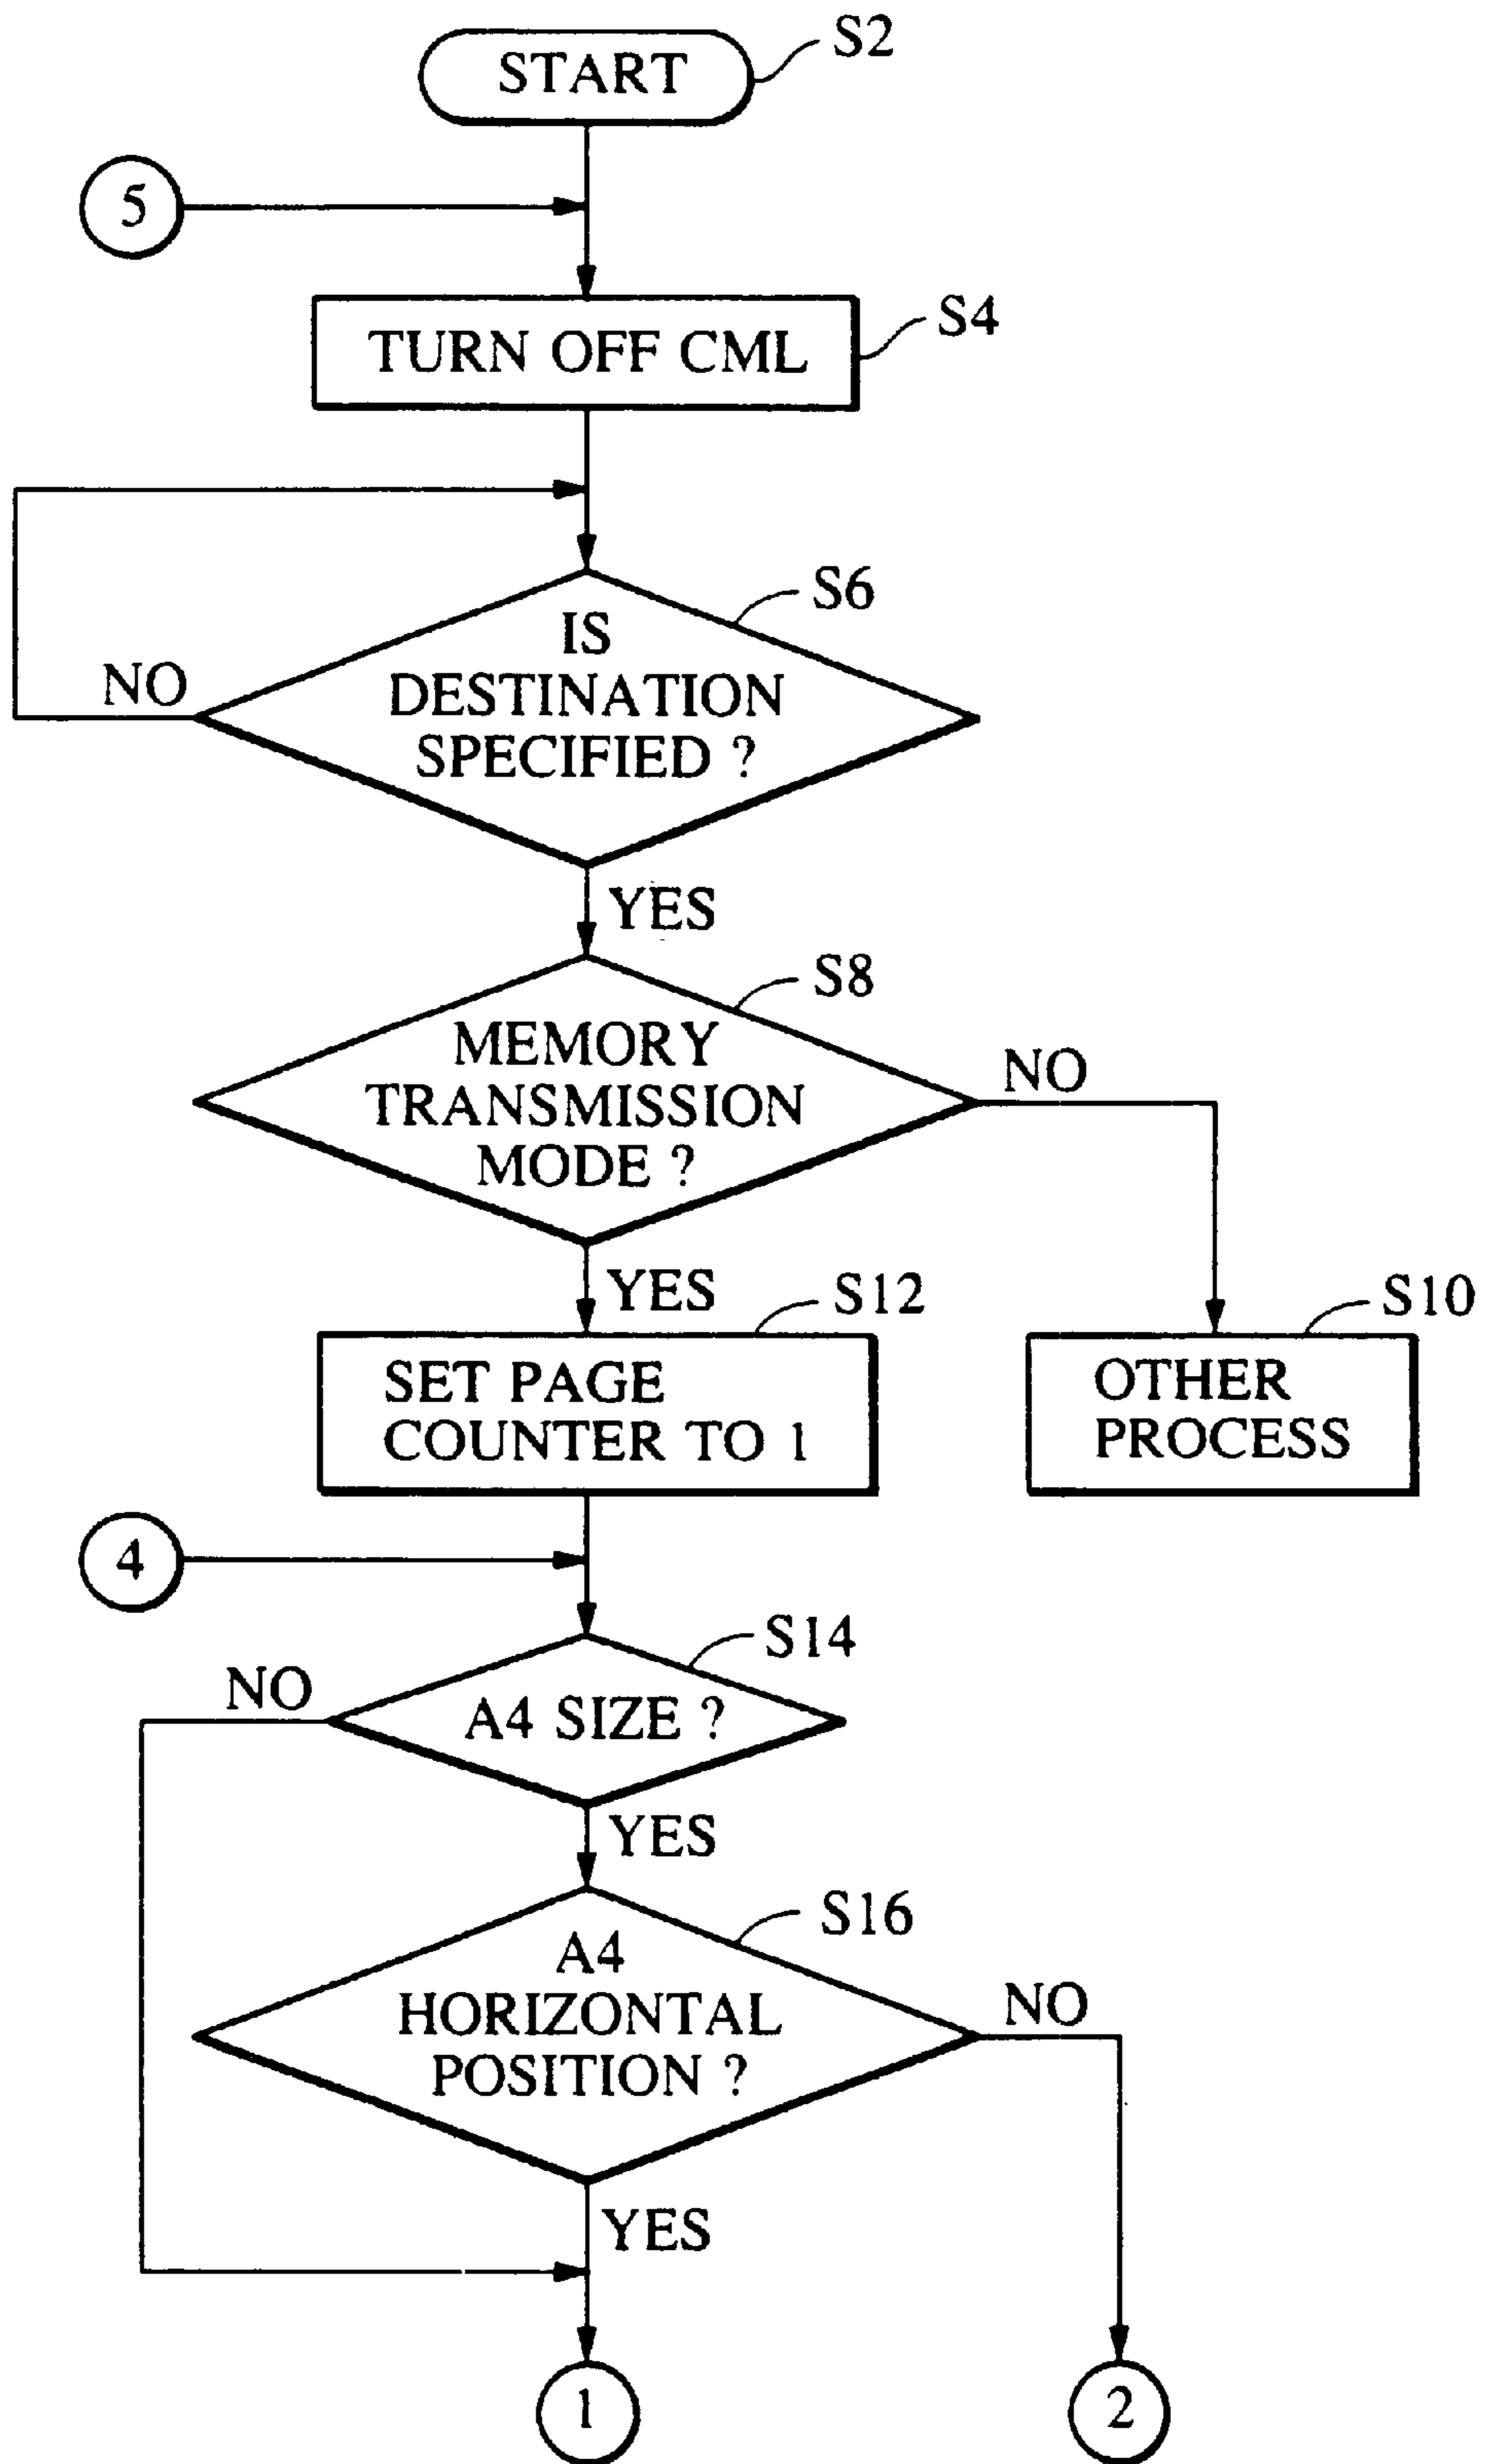 START
S2
5
TURN OFF CML
S4
S6
IS
DESTINATION
SPECIFIED ?
NO
YES
S8
MEMORY
TRANSMISSION
MODE ?
NO
YES
S12
SET PAGE
COUNTER TO 1
S10
OTHER
PROCESS
4
S14
A4 SIZE ?
NO
YES
S16
A4
HORIZONTAL
POSITION ?
NO
YES
1
2